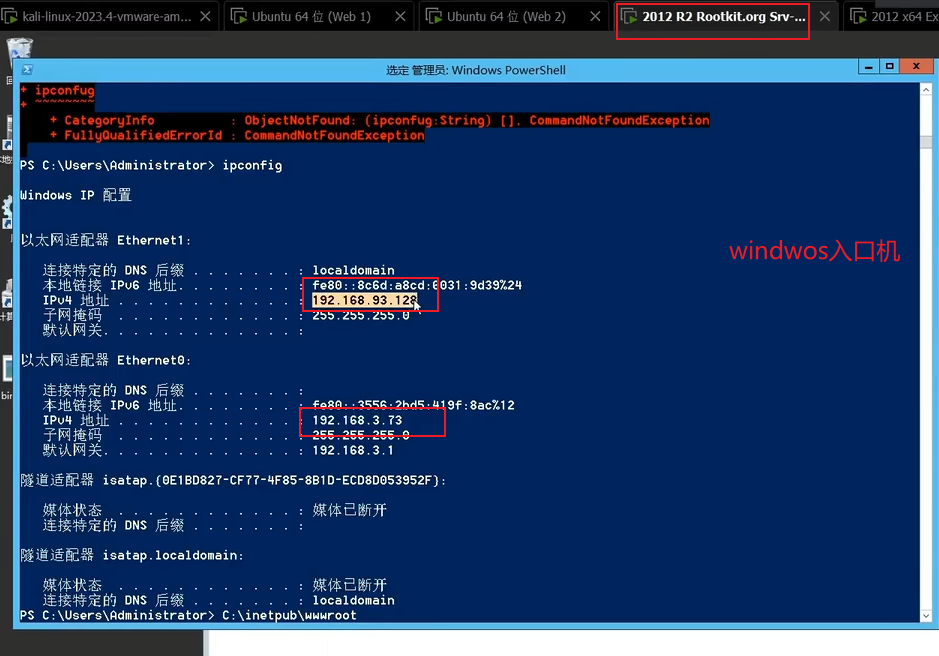 kali-linux-2023.4-vmware-am...
Ubuntu 64 位 (Web 1)
Ubuntu 64 位 (Web 2)
2012 R2 Rootkit.org Srv-...
2012 x64 Ex
选定 管理员: Windows PowerShell
+ ipconfug
+ ~~~~~~~~
+ CategoryInfo : ObjectNotFound: (ipconfug:String) [], CommandNotFoundException
+ FullyQualifiedErrorId : CommandNotFoundException
PS C:\Users\Administrator> ipconfig
Windows IP 配置
以太网适配器 Ethernet1:
连接特定的 DNS 后缀 . . . . . . . : localdomain
本地链接 IPv6 地址. . . . . . . . : fe80::8c6d:a8cd:6031:9d39%24
IPv4 地址 . . . . . . . . . . . . : 192.168.93.128
子网掩码 . . . . . . . . . . . . : 255.255.255.0
默认网关. . . . . . . . . . . . . :
windwos入口机
以太网适配器 Ethernet0:
连接特定的 DNS 后缀 . . . . . . . :
本地链接 IPv6 地址. . . . . . . . : fe80::3556:2bd5:419f:8ac%12
IPv4 地址 . . . . . . . . . . . . : 192.168.3.73
子网掩码 . . . . . . . . . . . . : 255.255.255.0
默认网关. . . . . . . . . . . . . : 192.168.3.1
隧道适配器 isatap.{0E1BD827-CF77-4F85-8B1D-ECD8D053952F}:
媒体状态 . . . . . . . . . . . . : 媒体已断开
连接特定的 DNS 后缀 . . . . . . . :
隧道适配器 isatap.localdomain:
媒体状态 . . . . . . . . . . . . : 媒体已断开
连接特定的 DNS 后缀 . . . . . . . : localdomain
PS C:\Users\Administrator> C:\inetpub\wwwroot